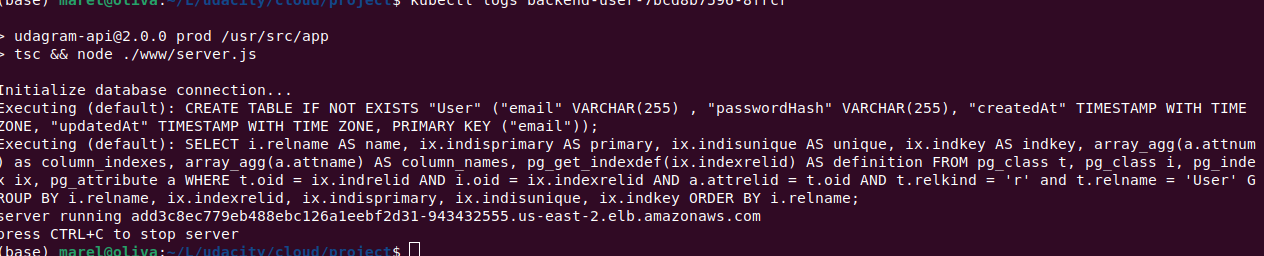 (base) marel@oliva:~/L/udacity/cloud/project$ kubectl logs backend-user-7bcd8b7596-8ffcf
> udagram-api@2.0.0 prod /usr/src/app
> tsc && node ./www/server.js
Initialize database connection...
Executing (default): CREATE TABLE IF NOT EXISTS "User" ("email" VARCHAR(255) , "passwordHash" VARCHAR(255), "createdAt" TIMESTAMP WITH TIME
ZONE, "updatedAt" TIMESTAMP WITH TIME ZONE, PRIMARY KEY ("email"));
Executing (default): SELECT i.relname AS name, ix.indisprimary AS primary, ix.indisunique AS unique, ix.indkey AS indkey, array_agg(a.attnum
) as column_indexes, array_agg(a.attname) AS column_names, pg_get_indexdef(ix.indexrelid) AS definition FROM pg_class t, pg_class i, pg_inde
x ix, pg_attribute a WHERE t.oid = ix.indrelid AND i.oid = ix.indexrelid AND a.attrelid = t.oid AND t.relkind = 'r' and t.relname = 'User' G
ROUP BY i.relname, ix.indexrelid, ix.indisprimary, ix.indisunique, ix.indkey ORDER BY i.relname;
server running add3c8ec779eb488ebc126a1eebf2d31-943432555.us-east-2.elb.amazonaws.com
press CTRL+C to stop server
(base) marel@oliva:~/L/udacity/cloud/project$